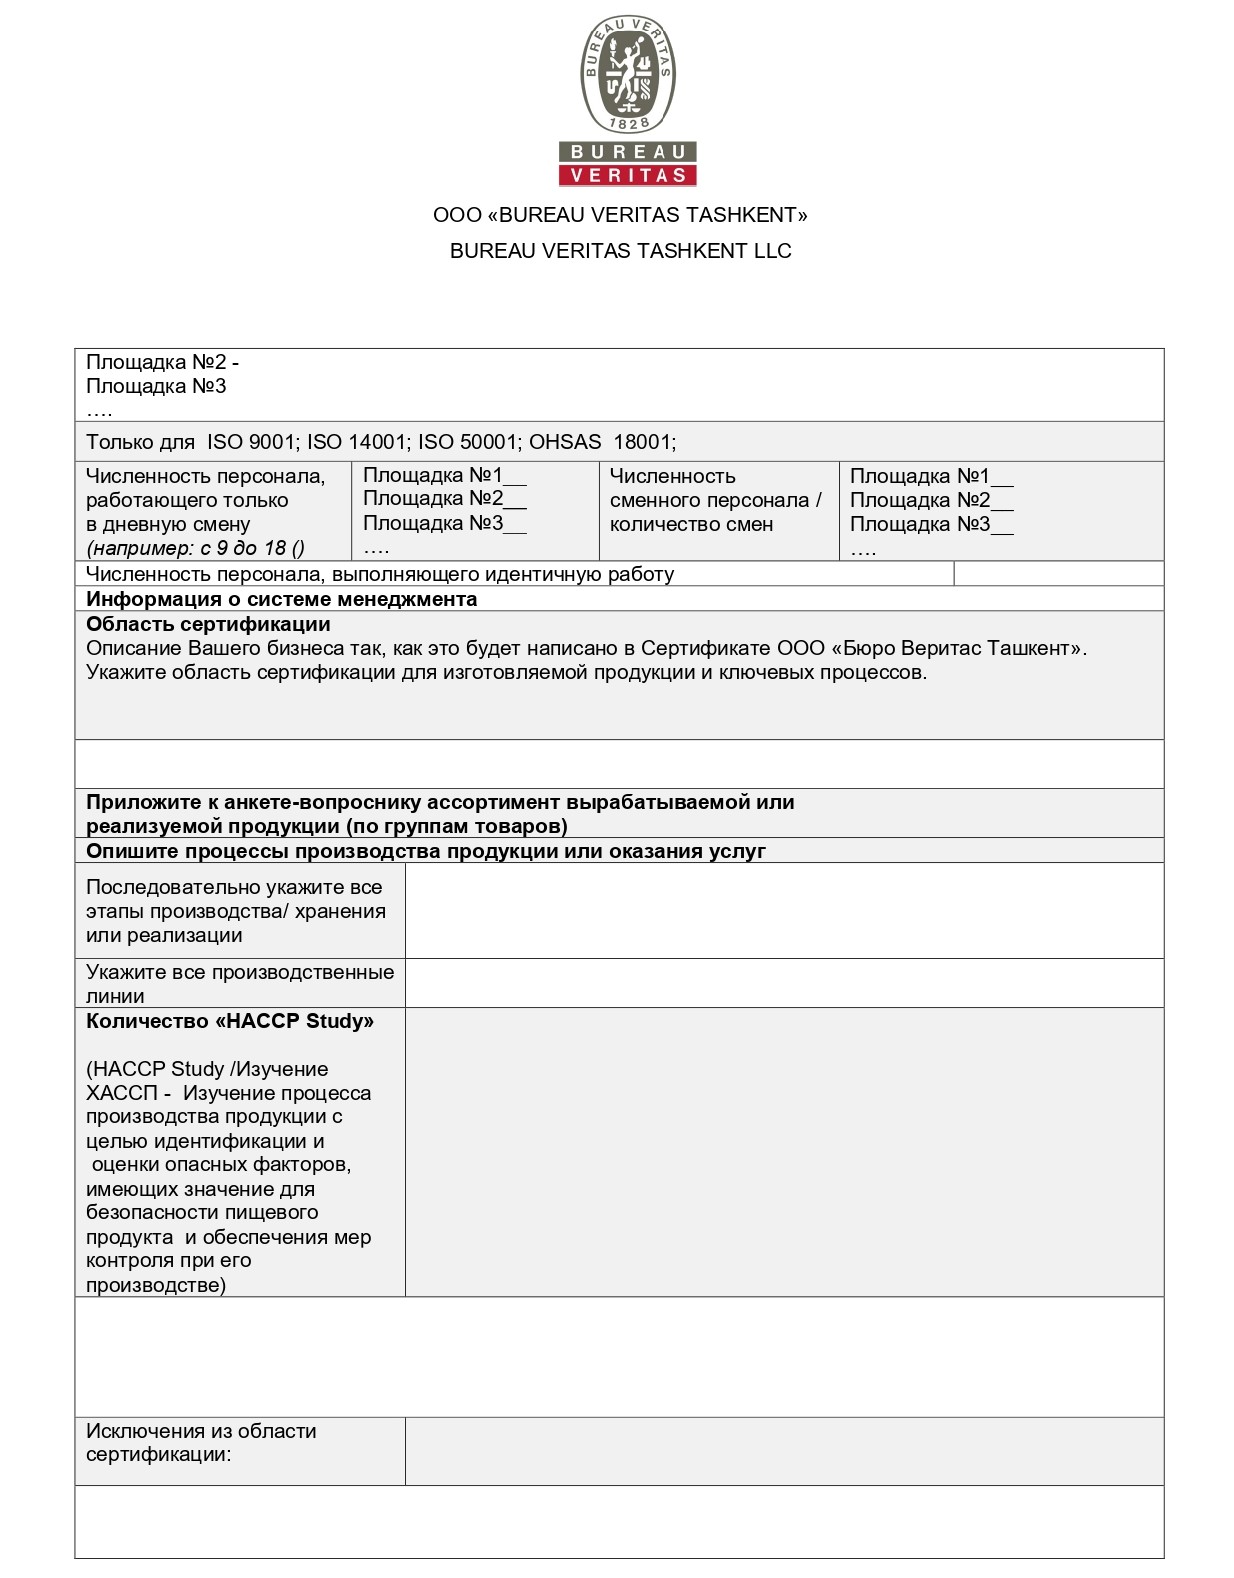 BUREAU VERITAS
1828
BUREAU
VERITAS
ООО «BUREAU VERITAS TASHKENT»
BUREAU VERITAS TASHKENT LLC
Площадка №2 -
Площадка №3
….
Только для  ISO 9001; ISO 14001; ISO 50001; OHSAS  18001;
Численность персонала,
работающего только
в дневную смену
(например: с 9 до 18 ()
Площадка №1__
Площадка №2__
Площадка №3__
….
Численность
сменного персонала /
количество смен
Площадка №1__
Площадка №2__
Площадка №3__
….
Численность персонала, выполняющего идентичную работу
Информация о системе менеджмента
Область сертификации
Описание Вашего бизнеса так, как это будет написано в Сертификате ООО «Бюро Веритас Ташкент».
Укажите область сертификации для изготовляемой продукции и ключевых процессов.
Приложите к анкете-вопроснику ассортимент вырабатываемой или
реализуемой продукции (по группам товаров)
Опишите процессы производства продукции или оказания услуг
Последовательно укажите все
этапы производства/ хранения
или реализации
Укажите все производственные
линии
Количество «HACCP Study»
(HACCP Study /Изучение
ХАССП -  Изучение процесса
производства продукции с
целью идентификации и
оценки опасных факторов,
имеющих значение для
безопасности пищевого
продукта  и обеспечения мер
контроля при его
производстве)
Исключения из области
сертификации: